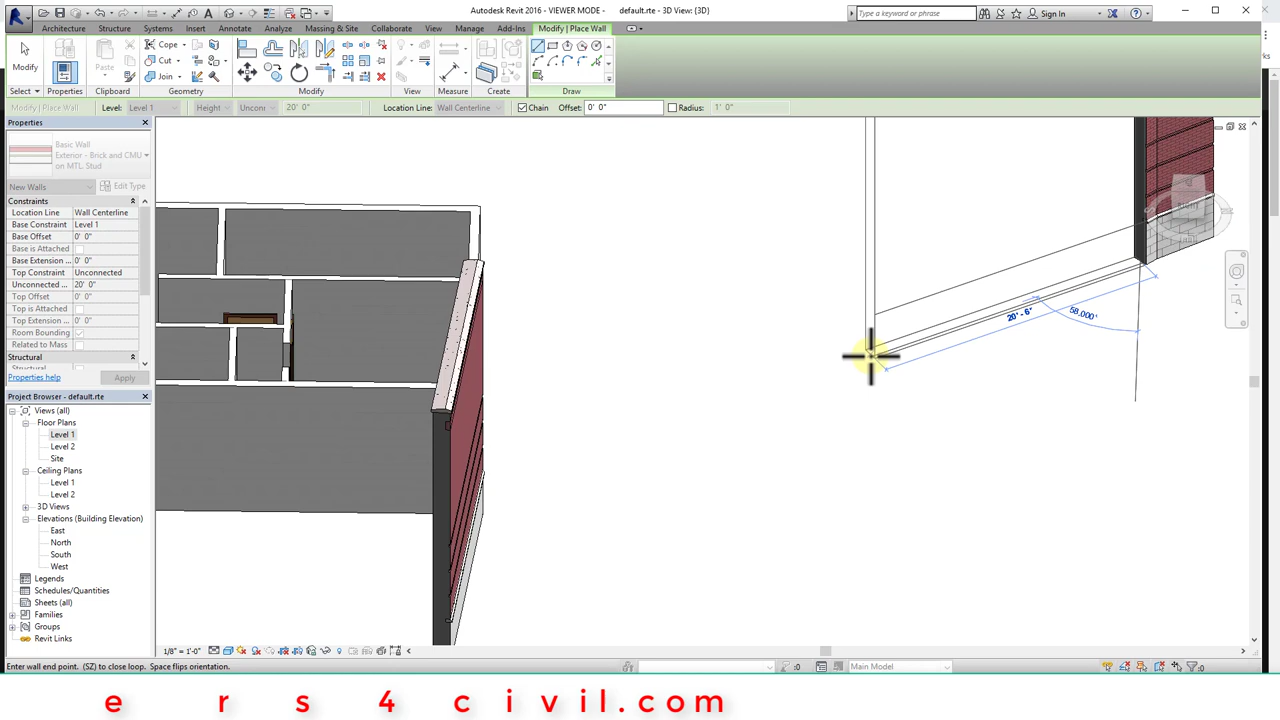 Autodesk Revit 2016 - VIEWER MODE - default.rte - 3D View: {3D}
Type a keyword or phrase
Sign In
Architecture Structure Systems Insert Annotate Analyze Massing & Site Collaborate View Manage Add-Ins Modify | Place Wall
Modify Paste Cope Cut Join
Select Properties Clipboard Geometry Modify View Measure Create Draw
Modify | Place Wall Level: Level 1 Height Uncon: 20' 0" Location Line: Wall Centerline Chain Offset: 0' 0" Radius: 1' 0"
Properties
Basic Wall
Exterior - Brick and CMU
on MTL. Stud
New Walls Edit Type
Constraints
Location Line Wall Centerline
Base Constraint Level 1
Base Offset 0' 0"
Base is Attached
Base Extension ... 0' 0"
Top Constraint Unconnected
Unconnected ... 20' 0"
Top Offset 0' 0"
Top is Attached
Top Extension ... 0' 0"
Room Bounding
Related to Mass
Structural
Properties help Apply
Project Browser - default.rte
Views (all)
Floor Plans
Level 1
Level 2
Site
Ceiling Plans
Level 1
Level 2
3D Views
Elevations (Building Elevation)
East
North
South
West
Legends
Schedules/Quantities
Sheets (all)
Families
Groups
Revit Links
20' - 6"
58.000°
1/8" = 1'-0"
Enter wall end point. (SZ) to close loop. Space flips orientation.
:0 Main Model :0
e r s 4 c i v i l . c o m